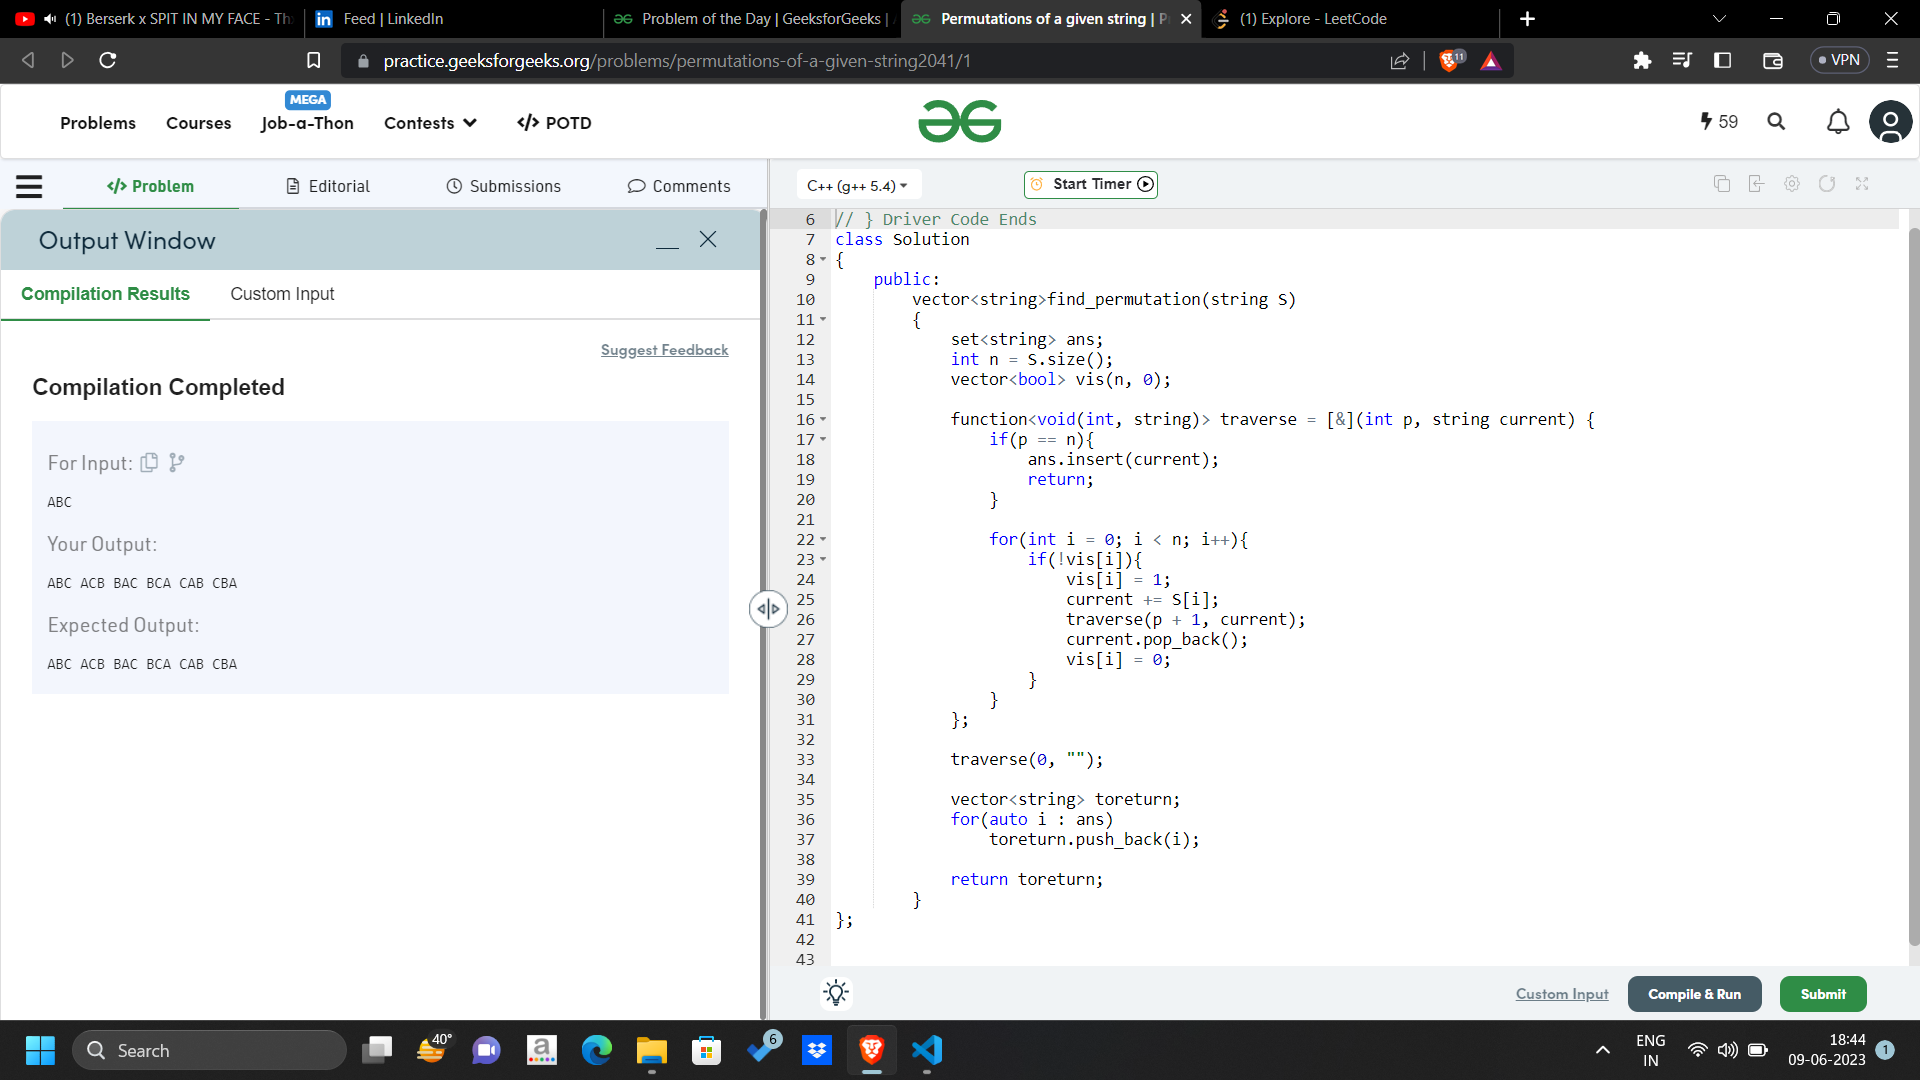 (1) Berserk x SPIT IN MY FACE - Th
Feed | LinkedIn
Problem of the Day | GeeksforGeeks |
Permutations of a given string | P
(1) Explore - LeetCode
practice.geeksforgeeks.org/problems/permutations-of-a-given-string2041/1
11
VPN
MEGA
Problems
Courses
Job-a-Thon
Contests
</> POTD
59
</> Problem
Editorial
Submissions
Comments
C++ (g++ 5.4)
Start Timer
Output Window
Compilation Results
Custom Input
Suggest Feedback
Compilation Completed
For Input:
ABC
Your Output:
ABC ACB BAC BCA CAB CBA
Expected Output:
ABC ACB BAC BCA CAB CBA
6 // } Driver Code Ends
7 class Solution
8 {
9 public:
10 vector<string>find_permutation(string S)
11 {
12 set<string> ans;
13 int n = S.size();
14 vector<bool> vis(n, 0);
15
16 function<void(int, string)> traverse = [&](int p, string current) {
17 if(p == n){
18 ans.insert(current);
19 return;
20 }
21
22 for(int i = 0; i < n; i++){
23 if(!vis[i]){
24 vis[i] = 1;
25 current += S[i];
26 traverse(p + 1, current);
27 current.pop_back();
28 vis[i] = 0;
29 }
30 }
31 };
32
33 traverse(0, "");
34
35 vector<string> toreturn;
36 for(auto i : ans)
37 toreturn.push_back(i);
38
39 return toreturn;
40 }
41 };
42
43
Custom Input
Compile & Run
Submit
Search
40°
6
ENG
IN
18:44
09-06-2023
1